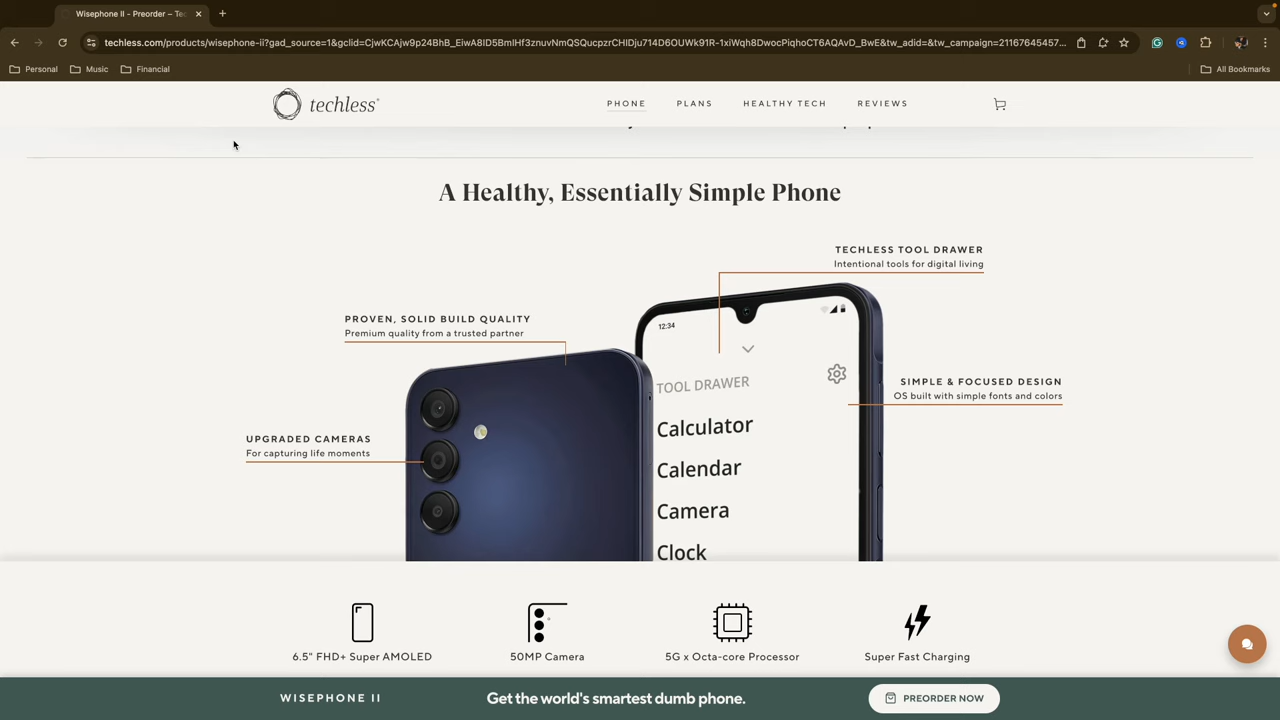 Wisephone II - Preorder – Tec
techless.com/products/wisephone-ii?gad_source=1&gclid=CjwKCAjw9p24BhB_EiwA8ID5BmIHf3znuvNmQSQucpzrCHIDju714D6OUWk91R-1xiWqh8DwocPiqhoCT6AQAvD_BwE&tw_adid=&tw_campaign=21167645457...
Personal
Music
Financial
All Bookmarks
techless
PHONE
PLANS
HEALTHY TECH
REVIEWS
A Healthy, Essentially Simple Phone
TECHLESS TOOL DRAWER
Intentional tools for digital living
PROVEN, SOLID BUILD QUALITY
Premium quality from a trusted partner
12:34
TOOL DRAWER
SIMPLE & FOCUSED DESIGN
OS built with simple fonts and colors
Calculator
UPGRADED CAMERAS
For capturing life moments
Calendar
Camera
Clock
6.5" FHD+ Super AMOLED
50MP Camera
5G x Octa-core Processor
Super Fast Charging
WISEPHONE II
Get the world's smartest dumb phone.
PREORDER NOW